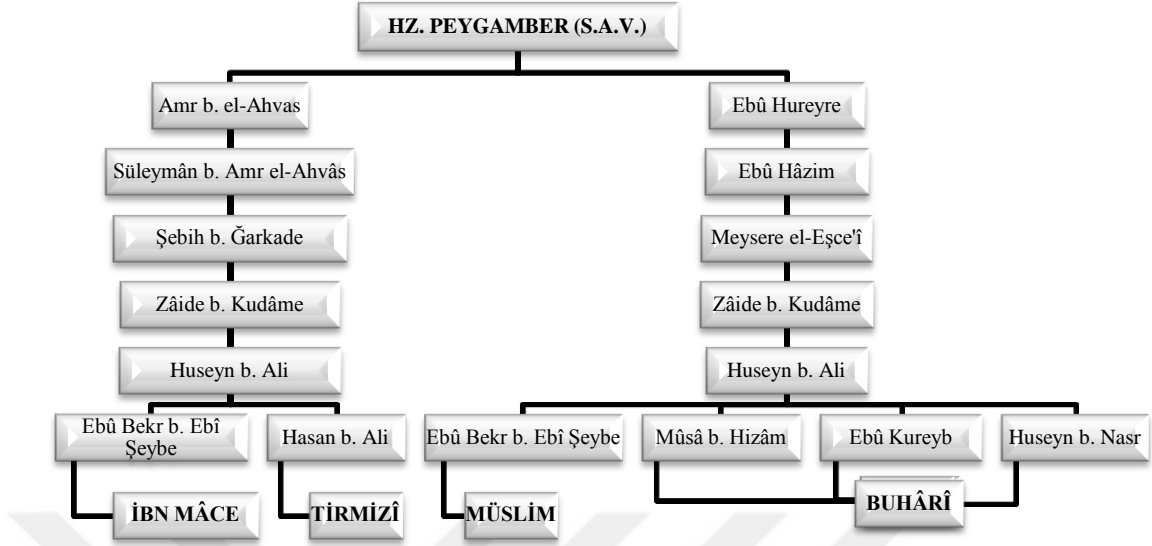 HZ. PEYGAMBER (S.A.V.)
Amr b. el-Ahvas
Ebû Hureyre
Süleymân b. Amr el-Ahvâs
Ebû Hâzim
Şebih b. Ğarkade
Meysere el-Eşce'î
Zâide b. Kudâme
Zâide b. Kudâme
Huseyn b. Ali
Huseyn b. Ali
Ebû Bekr b. Ebî
Şeybe
Hasan b. Ali
Ebû Bekr b. Ebî Şeybe
Mûsâ b. Hizâm
Ebû Kureyb
Huseyn b. Nasr
İBN MÂCE
TİRMİZÎ
MÜSLİM
BUHÂRÎ